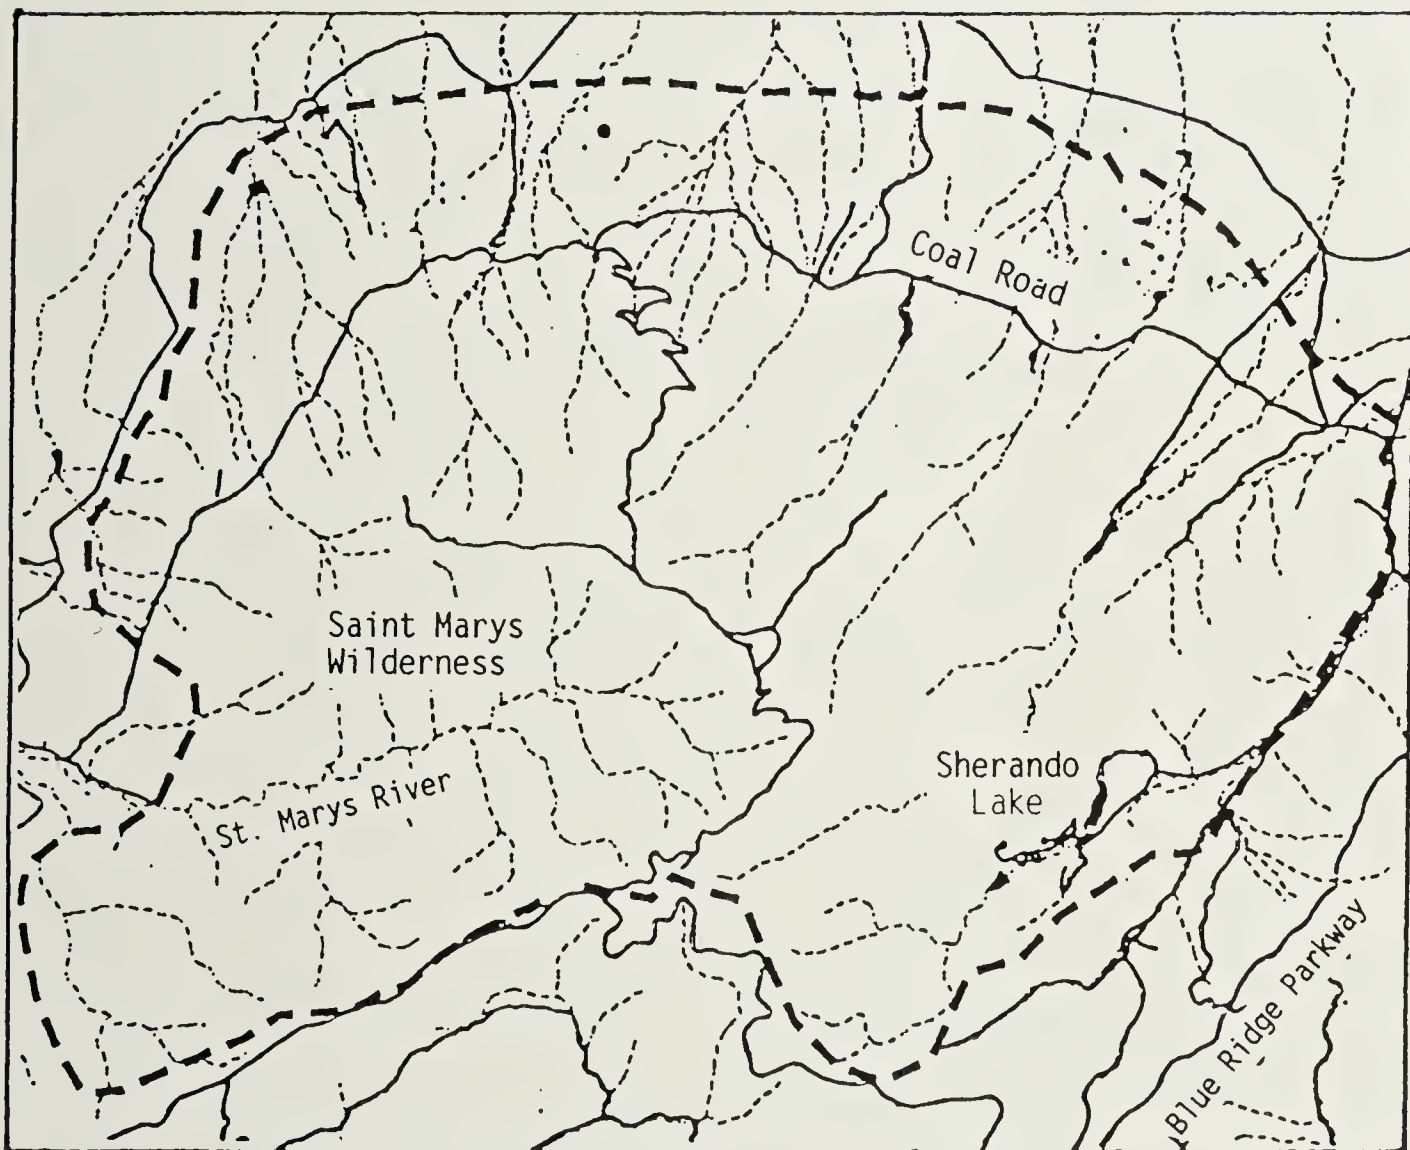 Coal Road
Saint Marys
Wilderness
Sherando
Lake
St. Marys River
Blue Ridge Parkway